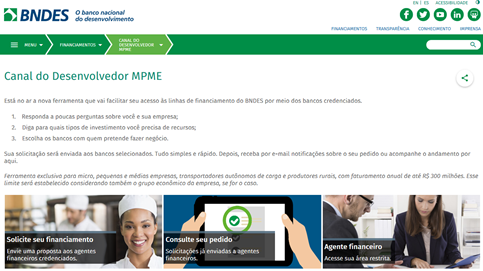 EN | ES ACESSIBILIDADE
BNDES O banco nacional
do desenvolvimento
FINANCIAMENTOS TRANSPARÊNCIA CONHECIMENTO IMPRENSA
MENU FINANCIAMENTOS CANAL DO
DESENVOLVEDOR
MPME
Canal do Desenvolvedor MPME
Está no ar a nova ferramenta que vai facilitar seu acesso às linhas de financiamento do BNDES por meio dos bancos credenciados.
1. Responda a poucas perguntas sobre você e sua empresa;
2. Diga para quais tipos de investimento você precisa de recursos;
3. Escolha os bancos com quem pretende fazer negócio.
Sua solicitação será enviada aos bancos selecionados. Tudo simples e rápido. Depois, receba por e-mail notificações sobre o seu pedido ou acompanhe o andamento por
aqui.
Ferramenta exclusiva para micro, pequenas e médias empresas, transportadores autônomos de carga e produtores rurais, com faturamento anual de até R$ 300 milhões. Esse
limite será estabelecido considerando também o grupo econômico da empresa, se for o caso.
Solicite seu financiamento
Envie uma proposta aos agentes
financeiros credenciados.
Consulte seu pedido
Solicitações já enviadas a agentes
financeiros.
Agente financeiro
Acesse sua área restrita.